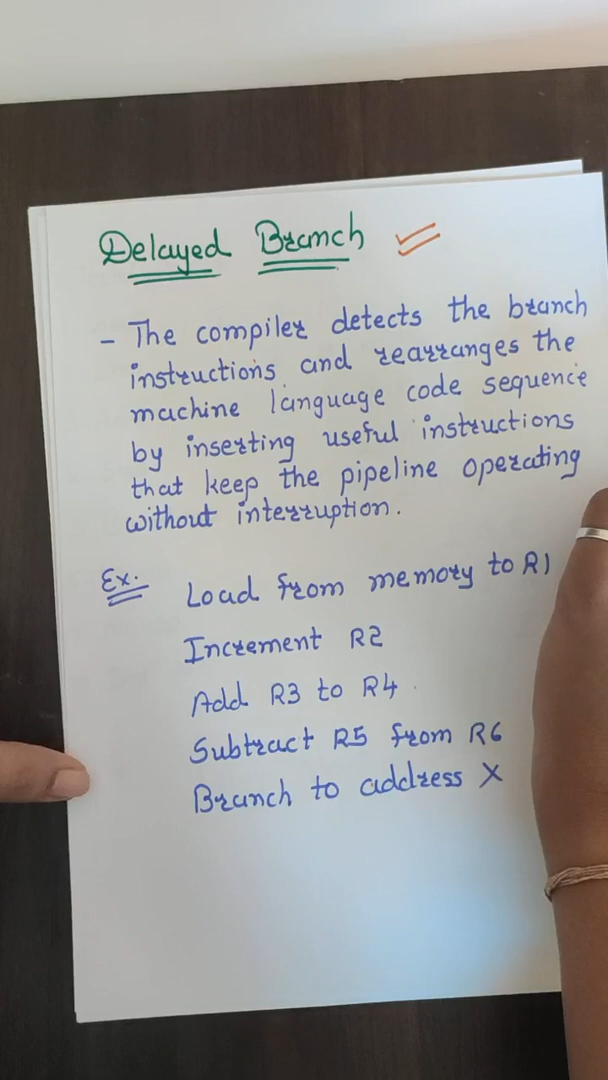 Delayed Branch
- The compiler detects the branch
instructions and rearranges the
machine language code sequence
by inserting useful instructions
that keep the pipeline operating
without interruption.
Ex. Load from memory to R1
Increment R2
Add R3 to R4
Subtract R5 from R6
Branch to address X